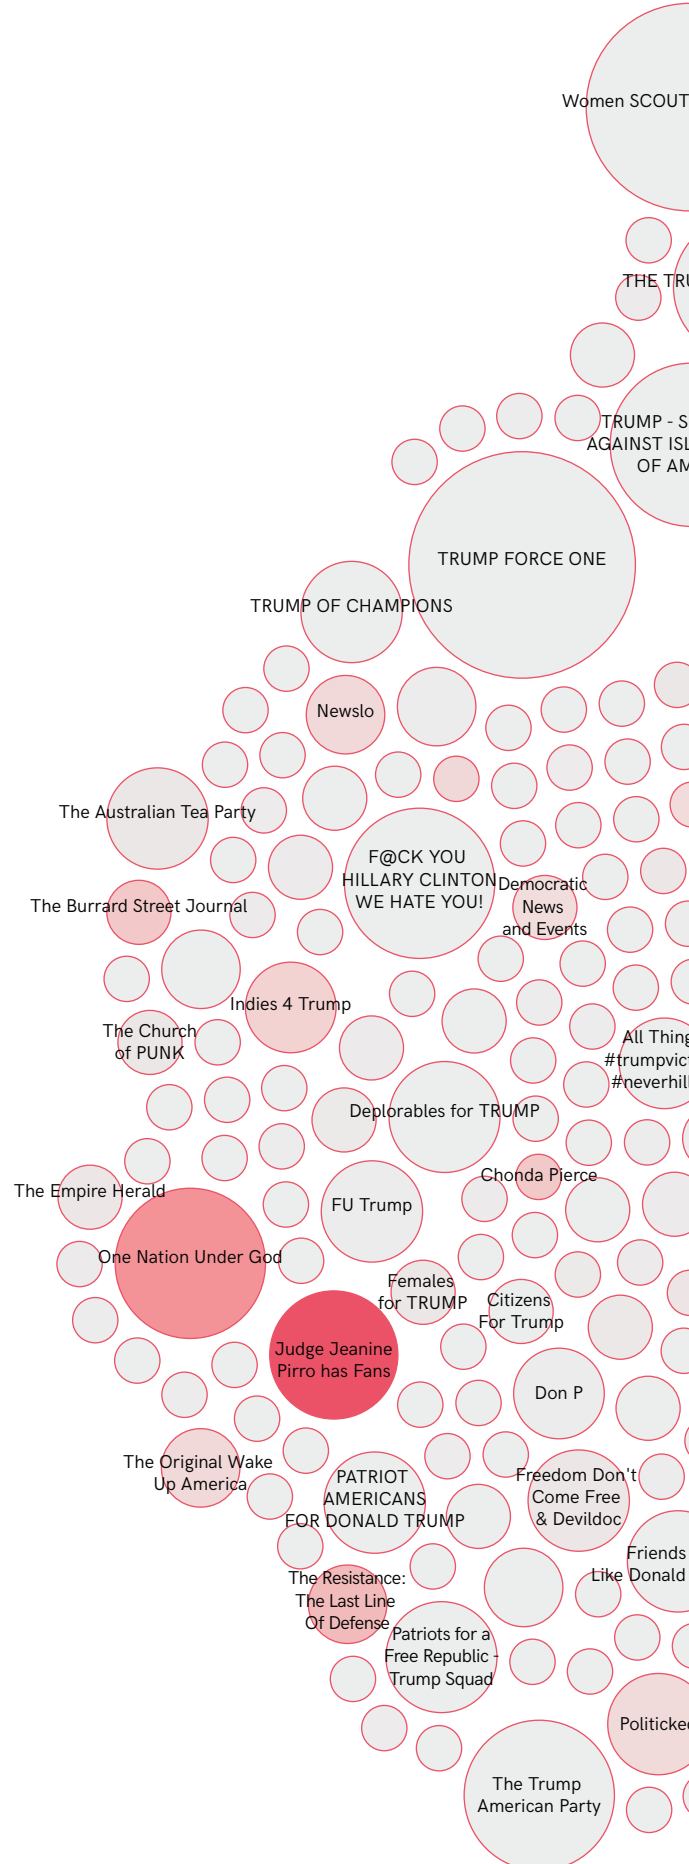 Women SCOUT
THE TRU
TRUMP - S
AGAINST ISL
OF AM
TRUMP FORCE ONE
TRUMP OF CHAMPIONS
Newslo
The Australian Tea Party
F@CK YOU
HILLARY CLINTON
WE HATE YOU!
Democratic
News
and Events
The Burrard Street Journal
Indies 4 Trump
The Church
of PUNK
All Thing
#trumpvict
#neverhill
Deplorables for TRUMP
Chonda Pierce
The Empire Herald
FU Trump
One Nation Under God
Females
for TRUMP
Citizens
For Trump
Judge Jeanine
Pirro has Fans
Don P
The Original Wake
Up America
PATRIOT
AMERICANS
FOR DONALD TRUMP
Freedom Don't
Come Free
& Devildoc
Friends
Like Donald
The Resistance:
The Last Line
Of Defense
Patriots for a
Free Republic -
Trump Squad
Politicked
The Trump
American Party